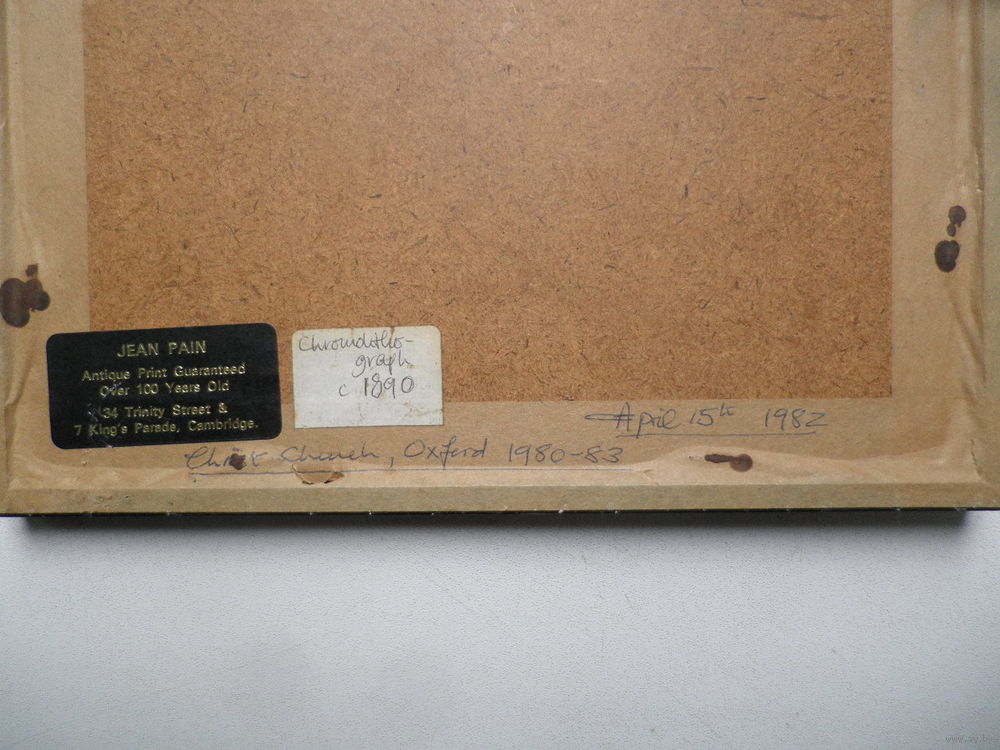 JEAN PAIN
Antique Print Guaranteed
Over 100 Years Old
34 Trinity Street &
7 King's Parade, Cambridge.
Chromolitho-
graph
c 1890
April 15th 1982
Christ Church, Oxford 1980-83